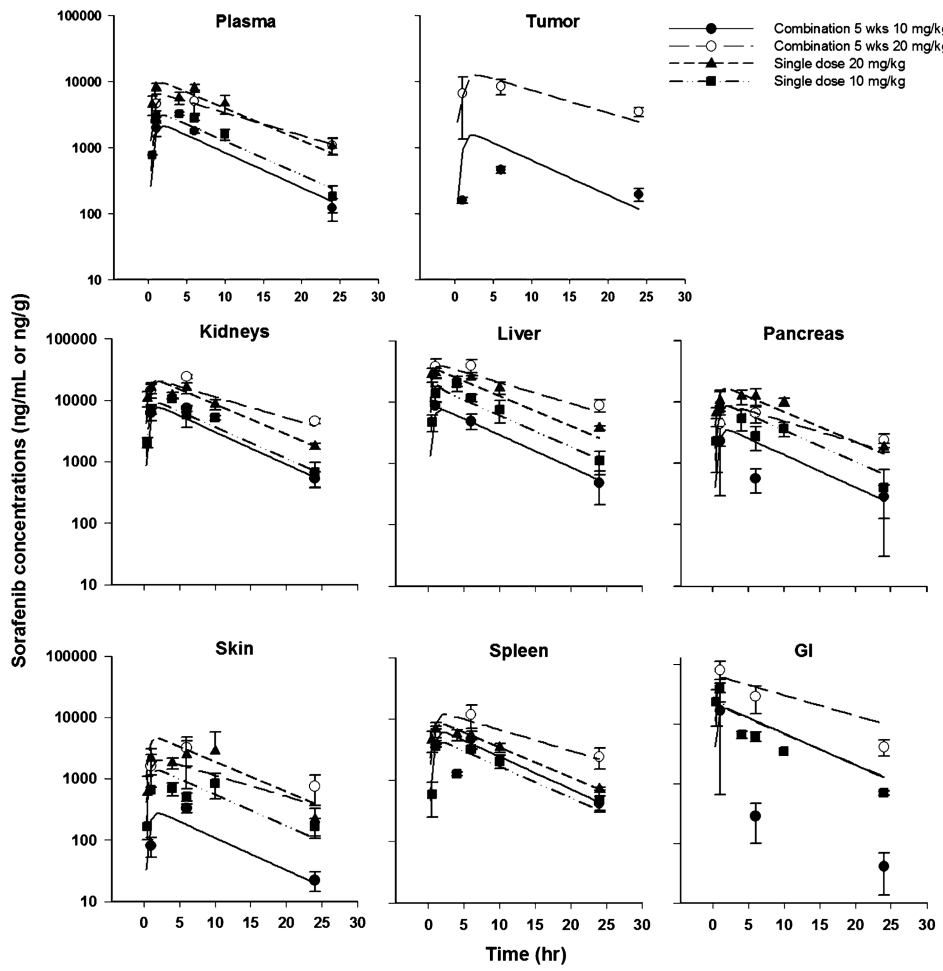 Plasma
Tumor
Combination 5 wks 10 mg/kg
Combination 5 wks 20 mg/kg
Single dose 20 mg/kg
Single dose 10 mg/kg
100000
10000
1000
100
10
0 5 10 15 20 25 30
0 5 10 15 20 25 30
Kidneys
Liver
Pancreas
100000
10000
1000
100
10
0 5 10 15 20 25 30
0 5 10 15 20 25 30
0 5 10 15 20 25 30
Sorafenib concentrations (ng/mL or ng/g)
Skin
Spleen
GI
100000
10000
1000
100
10
0 5 10 15 20 25 30
0 5 10 15 20 25 30
0 5 10 15 20 25 30
Time (hr)